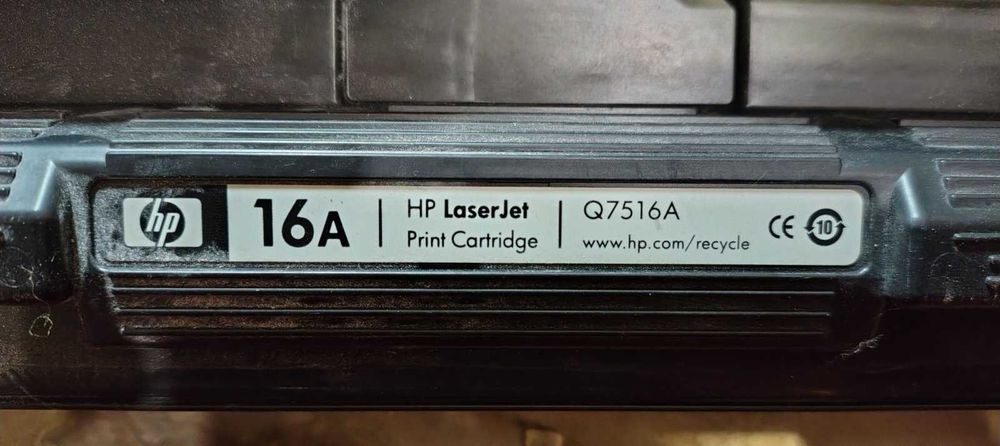 hp
16A
HP LaserJet
Print Cartridge
Q7516A
www.hp.com/recycle
CE
10